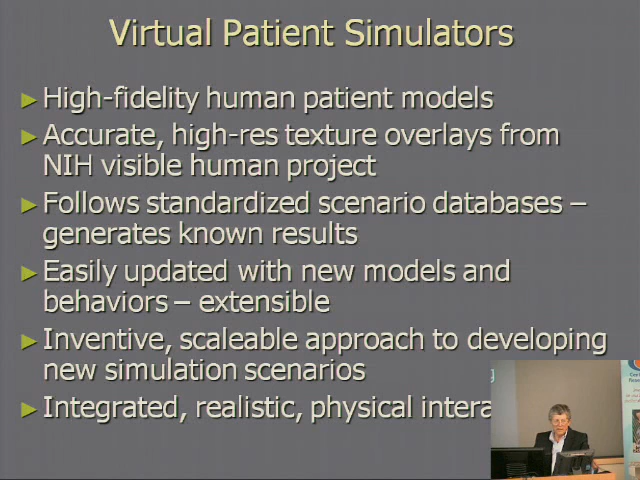 Virtual Patient Simulators
► High-fidelity human patient models
► Accurate, high-res texture overlays from
NIH visible human project
► Follows standardized scenario databases –
generates known results
► Easily updated with new models and
behaviors – extensible
► Inventive, scaleable approach to developing
new simulation scenarios
► Integrated, realistic, physical